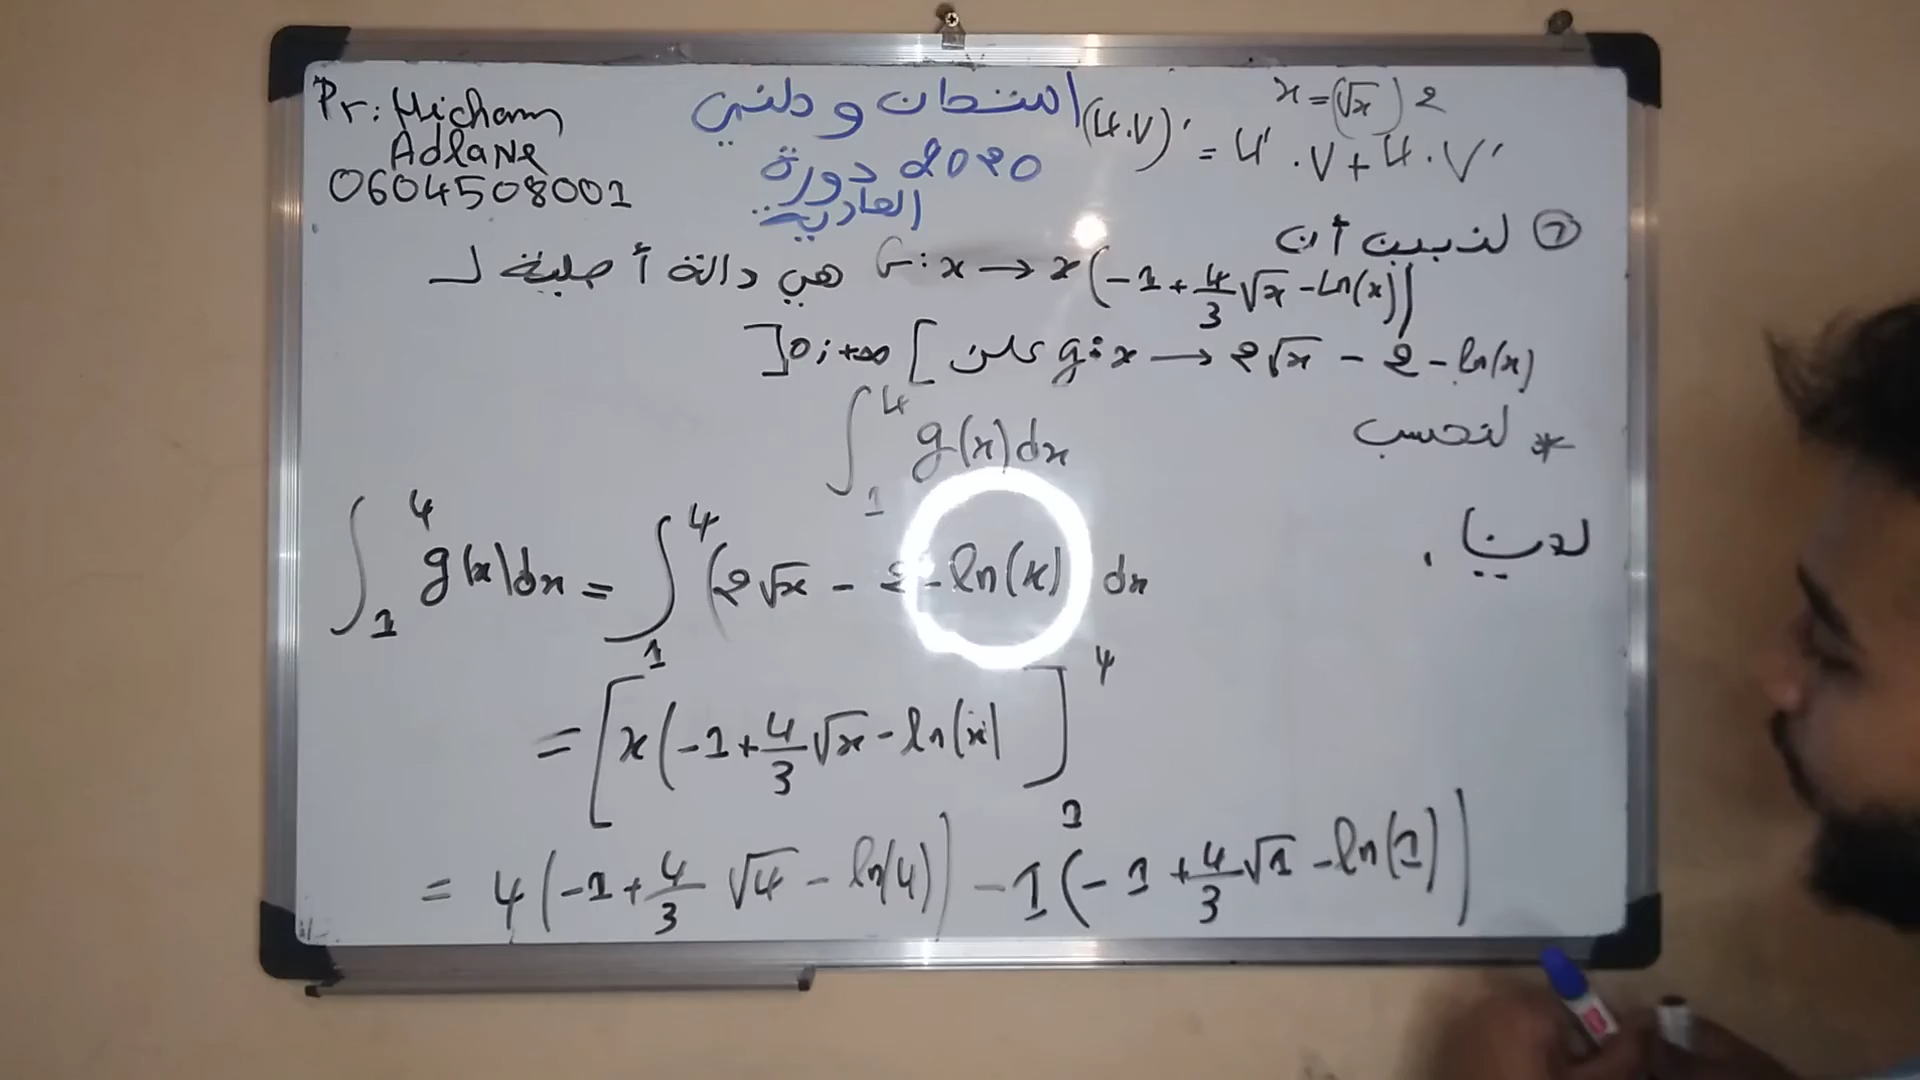 Pr: Hicham
Adlane
0604508001
امتحان وطني
2020 دورة
العادية
x = (√x)2
(u.v)' = u'.v + u.v'
⑦ لنبين أن
G: x → x(-1 + 4/3 √x - ln(x)) هي دالة أصلية لـ
g: x → 2√x - 2 - ln(x) على ]0;+∞[
* لنحسب ∫₁⁴ g(x)dx
لدينا
∫₁⁴ g(x)dx = ∫₁⁴ (2√x - 2 - ln(x) dx
= [x(-1 + 4/3 √x - ln(x)]₁⁴
= 4(-1 + 4/3 √4 - ln(4)) - 1(-1 + 4/3 √1 - ln(1))